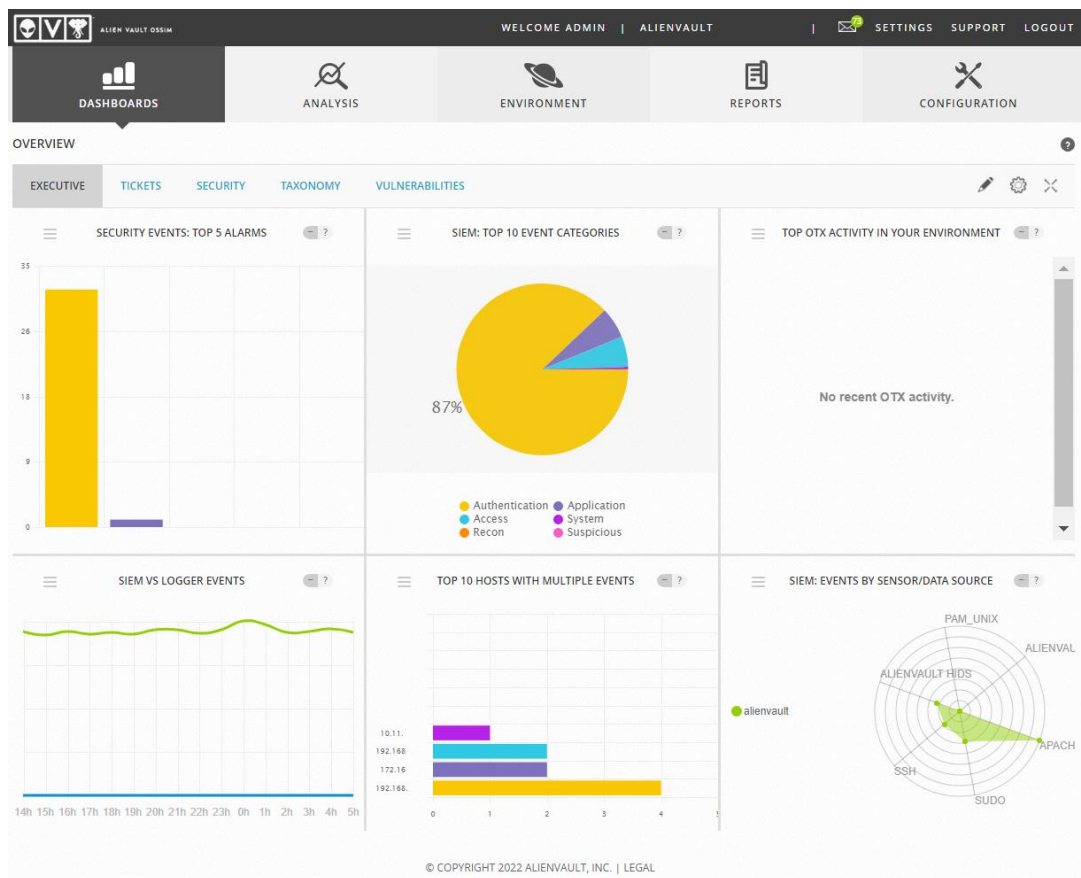 ALIEN VAULT OSSIM
WELCOME ADMIN | ALIENVAULT | 73 SETTINGS SUPPORT LOGOUT
DASHBOARDS ANALYSIS ENVIRONMENT REPORTS CONFIGURATION
OVERVIEW ?
EXECUTIVE TICKETS SECURITY TAXONOMY VULNERABILITIES
SECURITY EVENTS: TOP 5 ALARMS - ?
35
26
18
9
0
SIEM: TOP 10 EVENT CATEGORIES - ?
87%
Authentication Application
Access System
Recon Suspicious
TOP OTX ACTIVITY IN YOUR ENVIRONMENT - ?
No recent OTX activity.
SIEM VS LOGGER EVENTS - ?
14h 15h 16h 17h 18h 19h 20h 21h 22h 23h 0h 1h 2h 3h 4h 5h
TOP 10 HOSTS WITH MULTIPLE EVENTS - ?
10.11.
192.168
172.16
192.168.
0 1 2 3 4
SIEM: EVENTS BY SENSOR/DATA SOURCE - ?
alienvault
PAM_UNIX
ALIENVAL
ALIENVAULT HIDS
APACH
SSH
SUDO
© COPYRIGHT 2022 ALIENVAULT, INC. | LEGAL